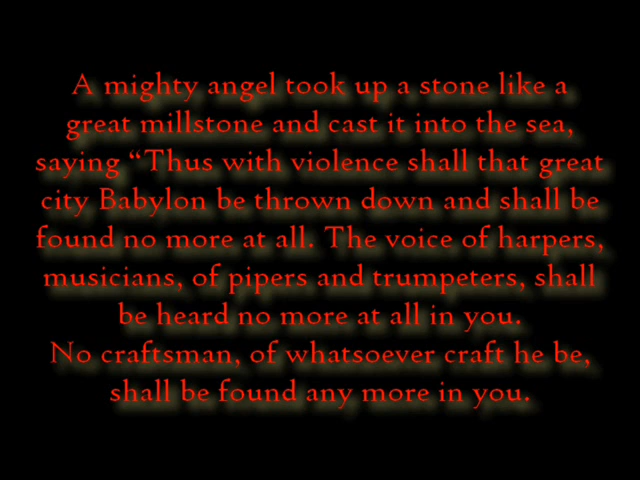 A mighty angel took up a stone like a
great millstone and cast it into the sea,
saying “Thus with violence shall that great
city Babylon be thrown down and shall be
found no more at all. The voice of harpers,
musicians, of pipers and trumpeters, shall
be heard no more at all in you.
No craftsman, of whatsoever craft he be,
shall be found any more in you.